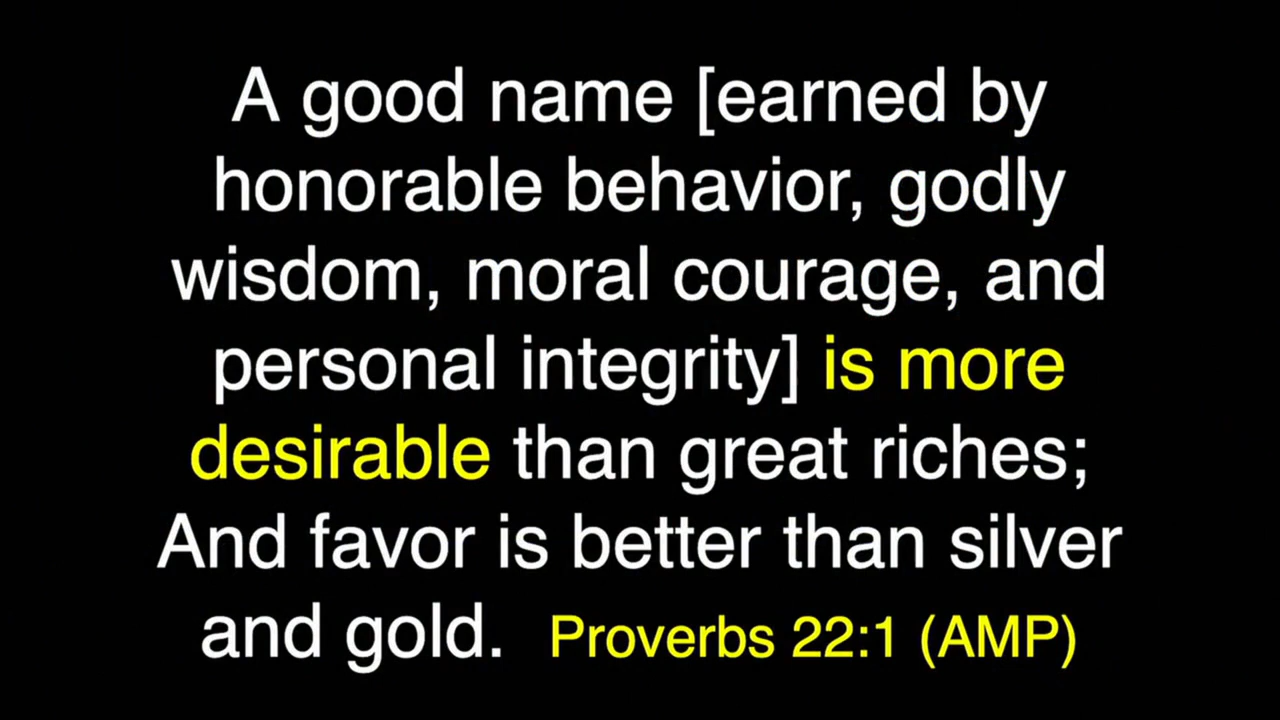 A good name [earned by
honorable behavior, godly
wisdom, moral courage, and
personal integrity] is more
desirable than great riches;
And favor is better than silver
and gold. Proverbs 22:1 (AMP)